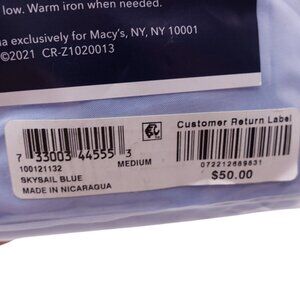 low. Warm iron when needed.
a exclusively for Macy's, NY, NY 10001
©2021 CR-Z1020013
Customer Return Label
7 33003 44555 3
MEDIUM
072212669831
100121132
$50.00
SKYSAIL BLUE
MADE IN NICARAGUA